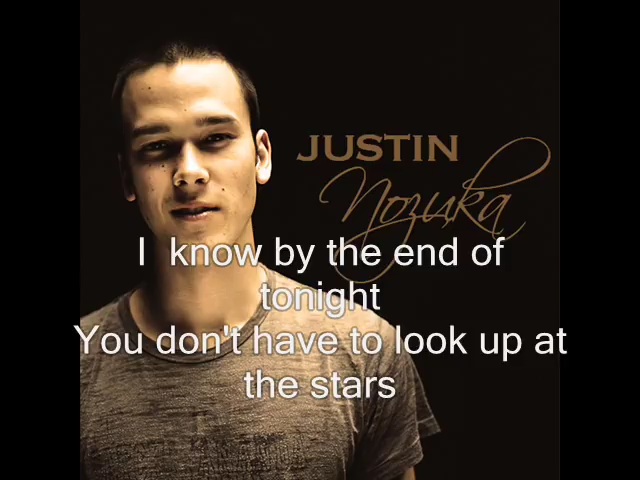 JUSTIN
Nozuka
I  know by the end of
tonight
You don't have to look up at
the stars